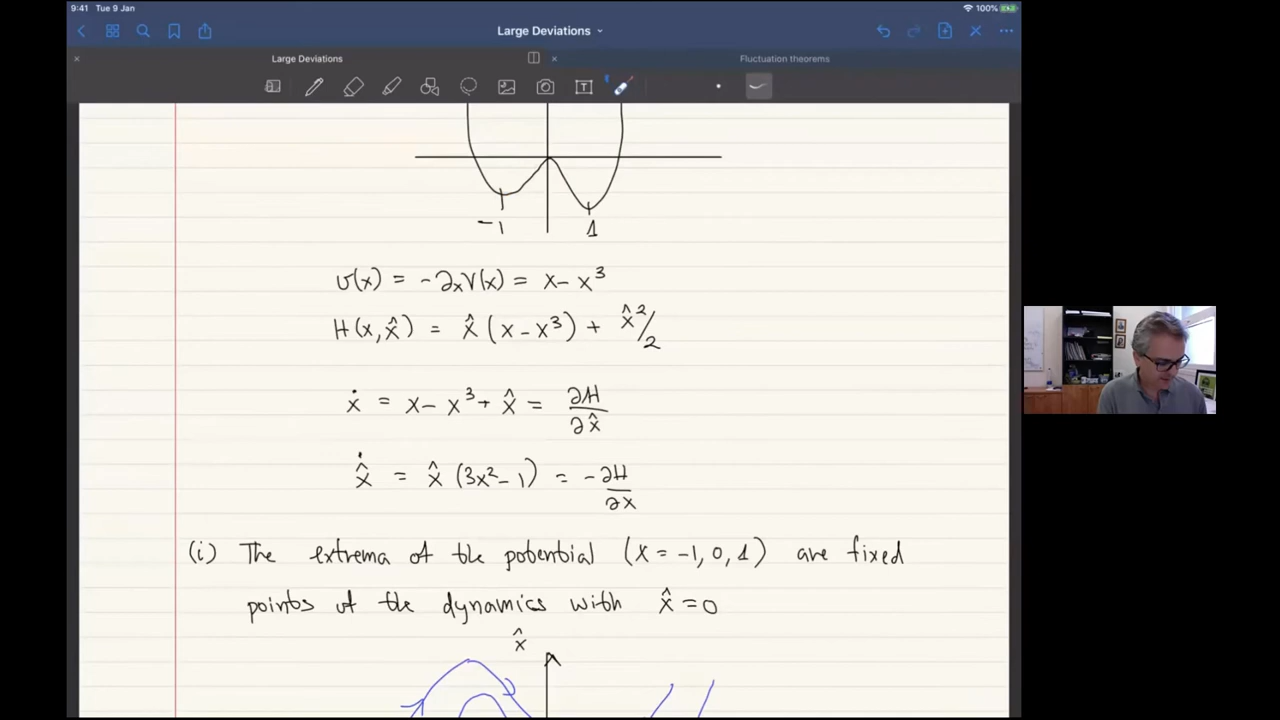 9:41 Tue 9 Jan
100%
Large Deviations
Large Deviations
Fluctuation theorems
T
-1
1
v(x) = -∂xV(x) = x - x³
H(x, x̂) = x̂ (x - x³) + x̂²/2
ẋ = x - x³ + x̂ = ∂H/∂x̂
x̂̇ = x̂ (3x² - 1) = -∂H/∂x
(i) The extrema of the potential (x = -1, 0, 1) are fixed
points of the dynamics with x̂ = 0
x̂